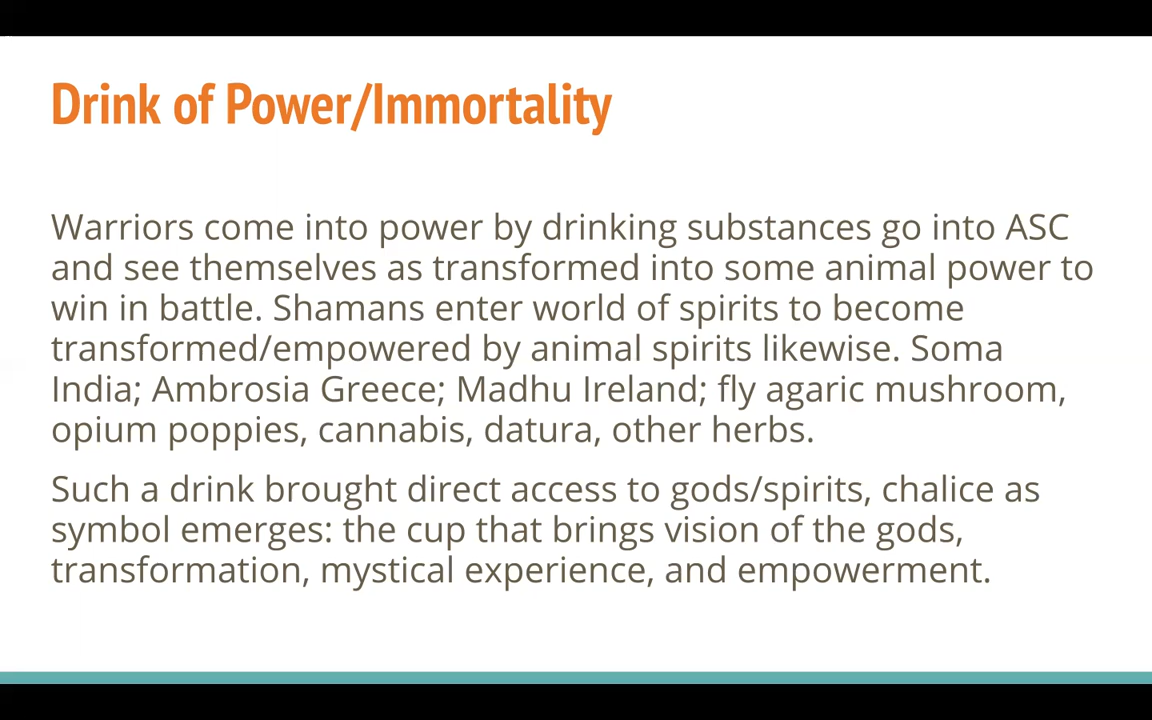 Drink of Power/Immortality
Warriors come into power by drinking substances go into ASC
and see themselves as transformed into some animal power to
win in battle. Shamans enter world of spirits to become
transformed/empowered by animal spirits likewise. Soma
India; Ambrosia Greece; Madhu Ireland; fly agaric mushroom,
opium poppies, cannabis, datura, other herbs.
Such a drink brought direct access to gods/spirits, chalice as
symbol emerges: the cup that brings vision of the gods,
transformation, mystical experience, and empowerment.